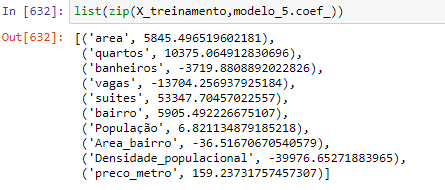 In [632]: list(zip(X_treinamento,modelo_5.coef_))
Out[632]: [('area', 5845.496519602181),
('quartos', 10375.064912830696),
('banheiros', -3719.8808892022826),
('vagas', -13704.256937925184),
('suites', 53347.70457022557),
('bairro', 5905.492226675107),
('População', 6.821134879185218),
('Area_bairro', -36.51670670540579),
('Densidade_populacional', -39976.65271883965),
('preco_metro', 159.23731757457307)]